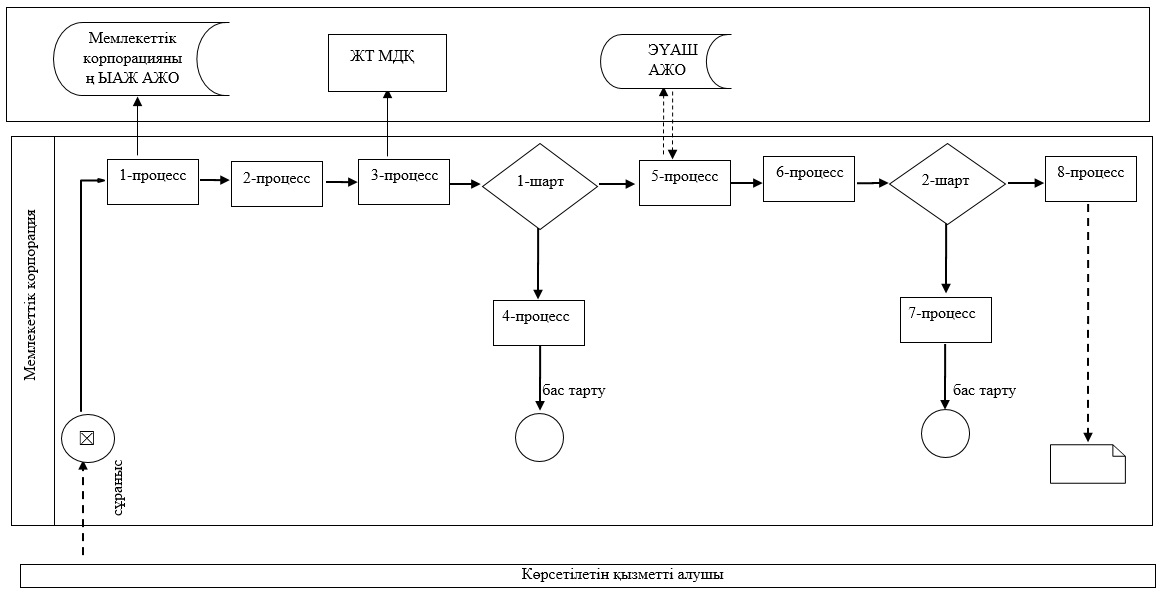 Мемлекеттік
корпорацияны
ң ЫАЖ АЖО
ЖТ МДҚ
ЭҮАШ
АЖО
1-процесс
2-процесс
3-процесс
1-шарт
5-процесс
6-процесс
2-шарт
8-процесс
4-процесс
7-процесс
бас тарту
бас тарту
Мемлекеттік корпорация
сұраныс
Көрсетілетін қызметті алушы